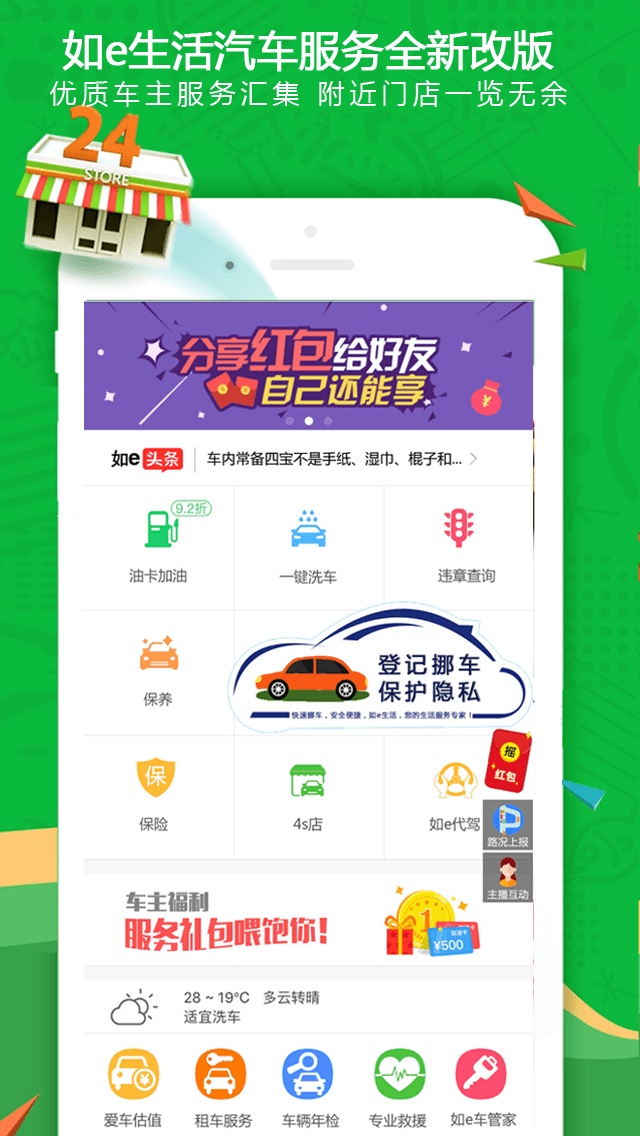 如e生活汽车服务全新改版
优质车主服务汇集 附近门店一览无余
24
STORE
分享红包给好友
自己还能享
¥
如e头条 车内常备四宝不是手纸、湿巾、棍子和...
9.2折
油卡加油
一键洗车
违章查询
保养
登记挪车
保护隐私
快速挪车，安全便捷，如e生活，您的生活服务专家！
摇
红包
保
保险
4s店
如e代驾
路况上报
主播互动
车主福利
服务礼包喂饱你！
1
加油卡
¥500
28 ~ 19°C 多云转晴
适宜洗车
¥
爱车估值
租车服务
车辆年检
专业救援
如e车管家